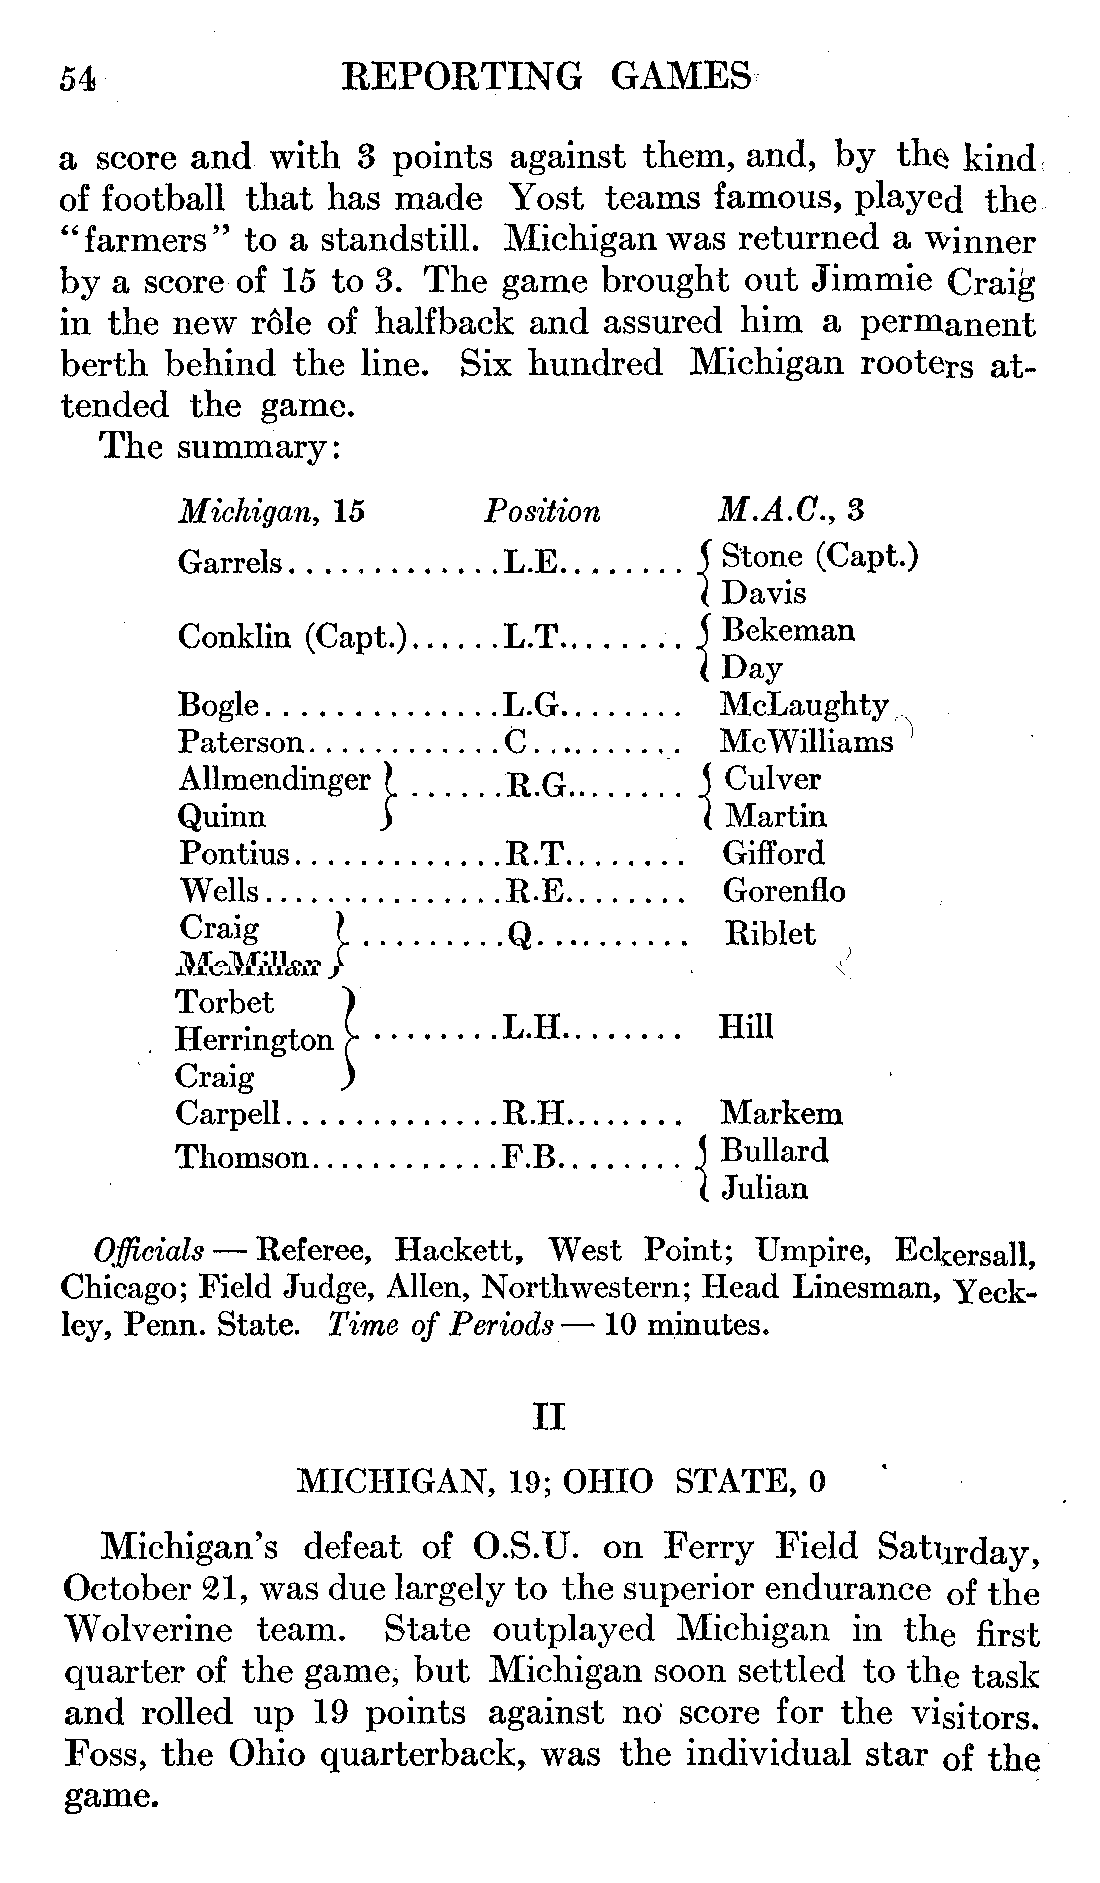 54 REPORTING GAMES
a score and with 3 points against them, and, by the kind
of football that has made Yost teams famous, played the
“farmers” to a standstill. Michigan was returned a winner
by a score of 15 to 3. The game brought out Jimmie Craig
in the new rôle of halfback and assured him a permanent
berth behind the line. Six hundred Michigan rooters at-
tended the game.
The summary:
Michigan, 15 Position M.A.C., 3
Garrels.............L.E........ { Stone (Capt.)
{ Davis
Conklin (Capt.)......L.T........ { Bekeman
{ Day
Bogle...............L.G........ McLaughty
Paterson............C.......... McWilliams
Allmendinger } ......R.G........ { Culver
Quinn } { Martin
Pontius.............R.T........ Gifford
Wells...............R.E........ Gorenflo
Craig } .........Q.......... Riblet
McMillan }
Torbet }
Herrington } ........L.H........ Hill
Craig }
Carpell.............R.H........ Markem
Thomson............F.B........ { Bullard
{ Julian
Officials — Referee, Hackett, West Point; Umpire, Eckersall,
Chicago; Field Judge, Allen, Northwestern; Head Linesman, Yeck-
ley, Penn. State. Time of Periods — 10 minutes.
II
MICHIGAN, 19; OHIO STATE, 0
Michigan's defeat of O.S.U. on Ferry Field Saturday,
October 21, was due largely to the superior endurance of the
Wolverine team. State outplayed Michigan in the first
quarter of the game, but Michigan soon settled to the task
and rolled up 19 points against no score for the visitors.
Foss, the Ohio quarterback, was the individual star of the
game.